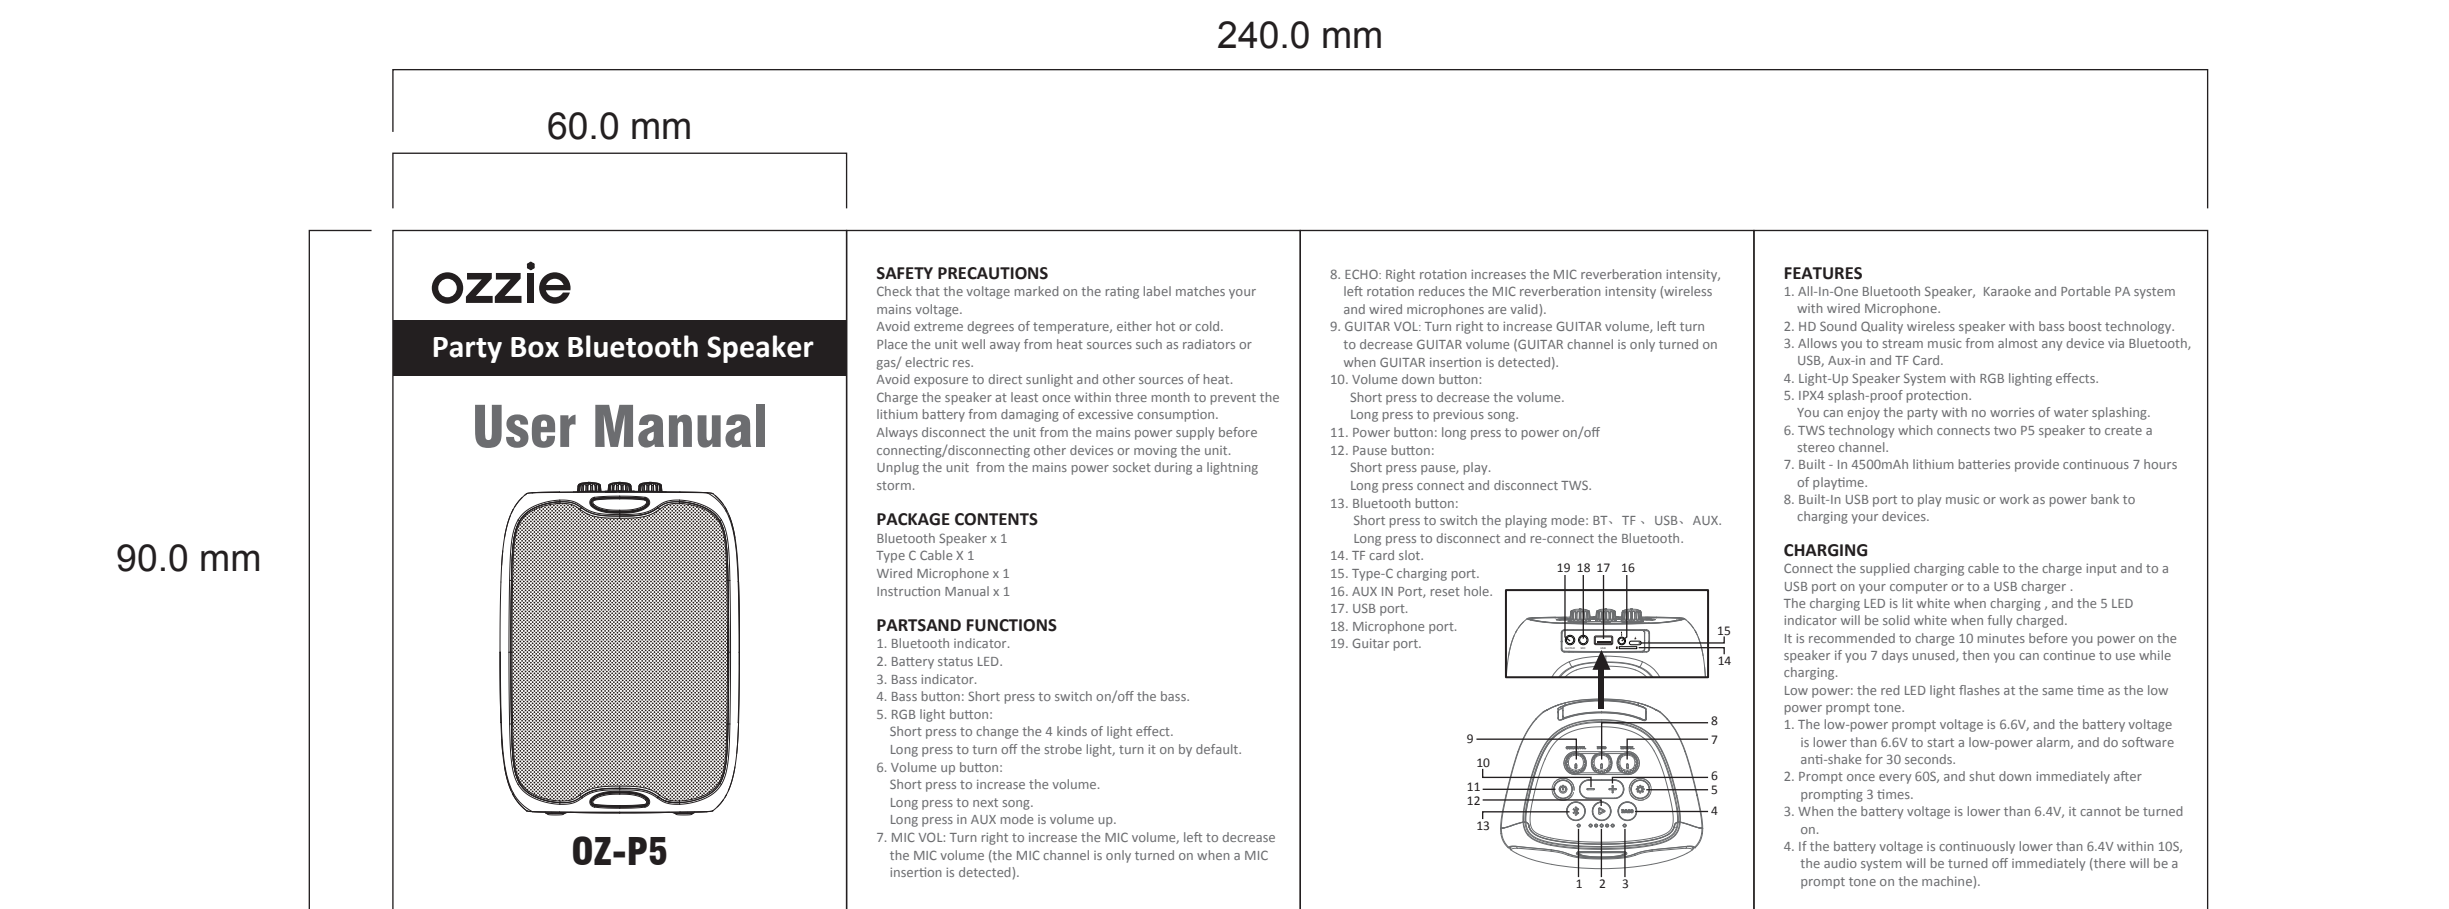 240.0 mm
60.0 mm
90.0 mm
ozzie
Party Box Bluetooth Speaker
User Manual
OZ-P5
SAFETY PRECAUTIONS
Check that the voltage marked on the rating label matches your
mains voltage.
Avoid extreme degrees of temperature, either hot or cold.
Place the unit well away from heat sources such as radiators or
gas/ electric res.
Avoid exposure to direct sunlight and other sources of heat.
Charge the speaker at least once within three month to prevent the
lithium battery from damaging of excessive consumption.
Always disconnect the unit from the mains power supply before
connecting/disconnecting other devices or moving the unit.
Unplug the unit  from the mains power socket during a lightning
storm.
PACKAGE CONTENTS
Bluetooth Speaker x 1
Type C Cable X 1
Wired Microphone x 1
Instruction Manual x 1
PARTSAND FUNCTIONS
1. Bluetooth indicator.
2. Battery status LED.
3. Bass indicator.
4. Bass button: Short press to switch on/off the bass.
5. RGB light button:
Short press to change the 4 kinds of light effect.
Long press to turn off the strobe light, turn it on by default.
6. Volume up button:
Short press to increase the volume.
Long press to next song.
Long press in AUX mode is volume up.
7. MIC VOL: Turn right to increase the MIC volume, left to decrease
the MIC volume (the MIC channel is only turned on when a MIC
insertion is detected).
8. ECHO: Right rotation increases the MIC reverberation intensity,
left rotation reduces the MIC reverberation intensity (wireless
and wired microphones are valid).
9. GUITAR VOL: Turn right to increase GUITAR volume, left turn
to decrease GUITAR volume (GUITAR channel is only turned on
when GUITAR insertion is detected).
10. Volume down button:
Short press to decrease the volume.
Long press to previous song.
11. Power button: long press to power on/off
12. Pause button:
Short press pause, play.
Long press connect and disconnect TWS.
13. Bluetooth button:
Short press to switch the playing mode: BT、TF 、USB、AUX.
Long press to disconnect and re-connect the Bluetooth.
14. TF card slot.
15. Type-C charging port.
16. AUX IN Port, reset hole.
17. USB port.
18. Microphone port.
19. Guitar port.
19 18 17 16
15
14
8
9
7
10
6
11
5
12
4
BASS
13
1 2 3
FEATURES
1. All-In-One Bluetooth Speaker,  Karaoke and Portable PA system
with wired Microphone.
2. HD Sound Quality wireless speaker with bass boost technology.
3. Allows you to stream music from almost any device via Bluetooth,
USB, Aux-in and TF Card.
4. Light-Up Speaker System with RGB lighting effects.
5. IPX4 splash-proof protection.
You can enjoy the party with no worries of water splashing.
6. TWS technology which connects two P5 speaker to create a
stereo channel.
7. Built - In 4500mAh lithium batteries provide continuous 7 hours
of playtime.
8. Built-In USB port to play music or work as power bank to
charging your devices.
CHARGING
Connect the supplied charging cable to the charge input and to a
USB port on your computer or to a USB charger .
The charging LED is lit white when charging , and the 5 LED
indicator will be solid white when fully charged.
It is recommended to charge 10 minutes before you power on the
speaker if you 7 days unused, then you can continue to use while
charging.
Low power: the red LED light flashes at the same time as the low
power prompt tone.
1. The low-power prompt voltage is 6.6V, and the battery voltage
is lower than 6.6V to start a low-power alarm, and do software
anti-shake for 30 seconds.
2. Prompt once every 60S, and shut down immediately after
prompting 3 times.
3. When the battery voltage is lower than 6.4V, it cannot be turned
on.
4. If the battery voltage is continuously lower than 6.4V within 10S,
the audio system will be turned off immediately (there will be a
prompt tone on the machine).